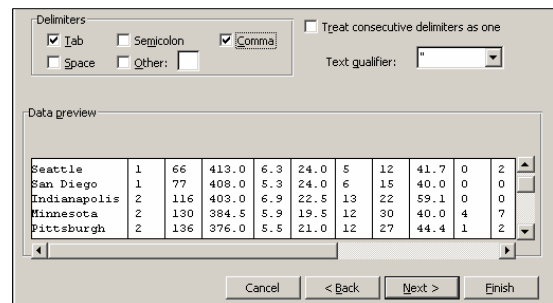 Delimiters
Tab Semicolon Comma
Space Other:
Treat consecutive delimiters as one
Text qualifier: "
Data preview
Seattle 1 66 413.0 6.3 24.0 5 12 41.7 0 2
San Diego 1 77 408.0 5.3 24.0 6 15 40.0 0 0
Indianapolis 2 116 403.0 6.9 22.5 13 22 59.1 0 0
Minnesota 2 130 384.5 5.9 19.5 12 30 40.0 4 7
Pittsburgh 2 136 376.0 5.5 21.0 12 27 44.4 1 2
Cancel < Back Next > Finish